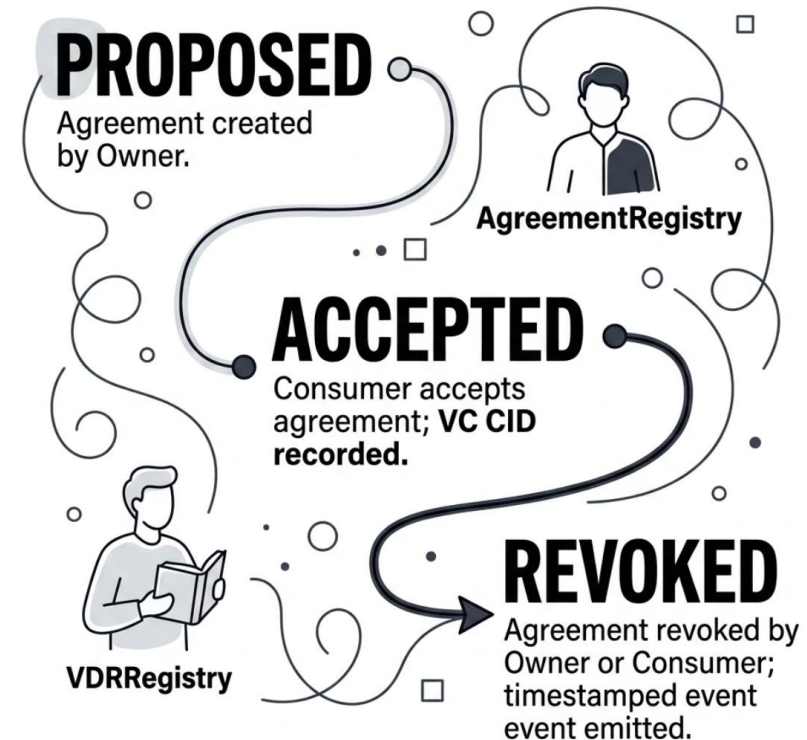 PROPOSED
Agreement created
by Owner.
AgreementRegistry
ACCEPTED
Consumer accepts
agreement; VC CID
recorded.
VDRRegistry
REVOKED
Agreement revoked by
Owner or Consumer;
timestamped event
event emitted.